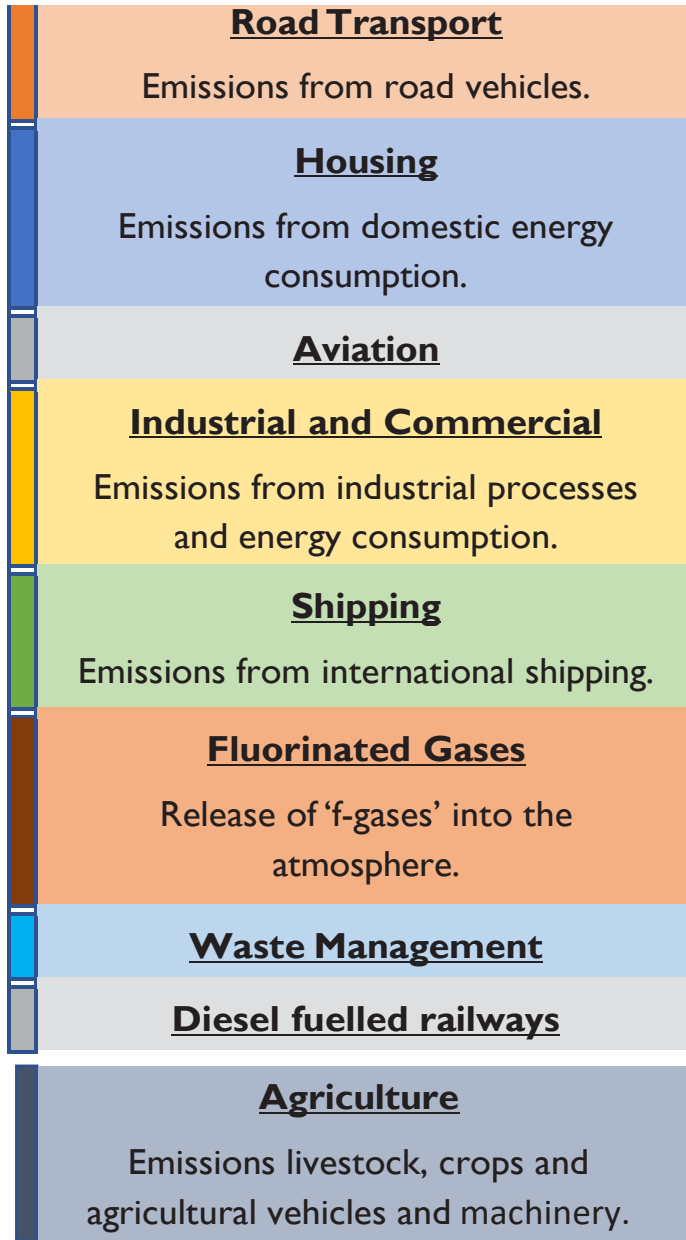 Road Transport
Emissions from road vehicles.
Housing
Emissions from domestic energy
consumption.
Aviation
Industrial and Commercial
Emissions from industrial processes
and energy consumption.
Shipping
Emissions from international shipping.
Fluorinated Gases
Release of ‘f-gases’ into the
atmosphere.
Waste Management
Diesel fuelled railways
Agriculture
Emissions livestock, crops and
agricultural vehicles and machinery.